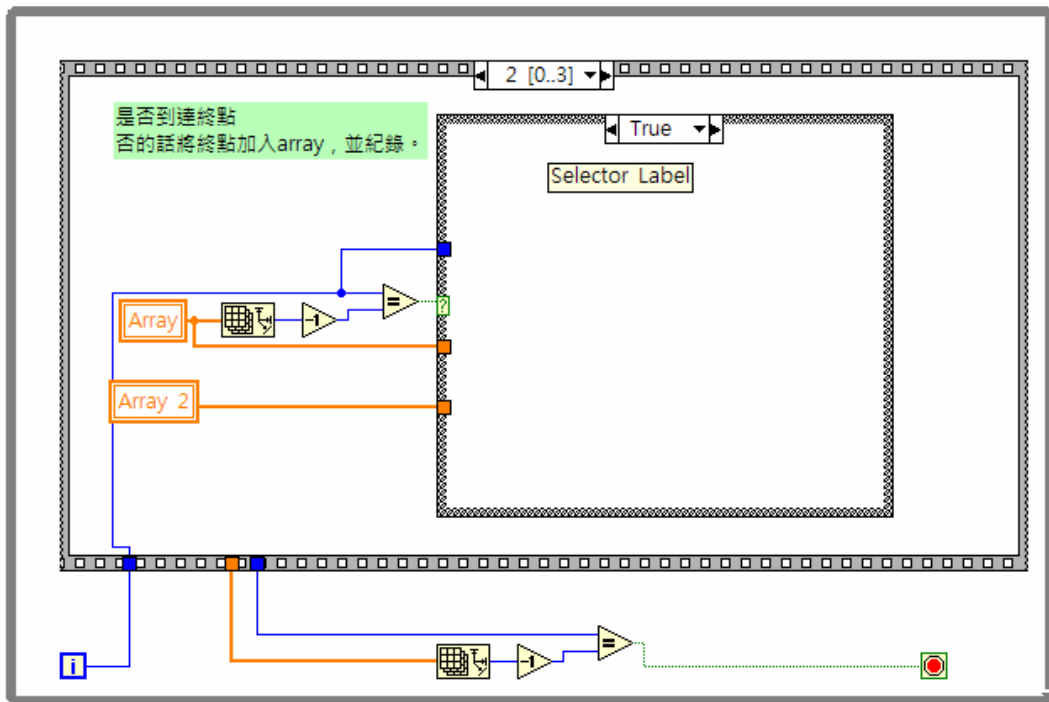 2 [0..3]
是否到達終點
否的話將終點加入array，並紀錄。
True
Selector Label
?
=
Array
-1
Array 2
=
i
-1